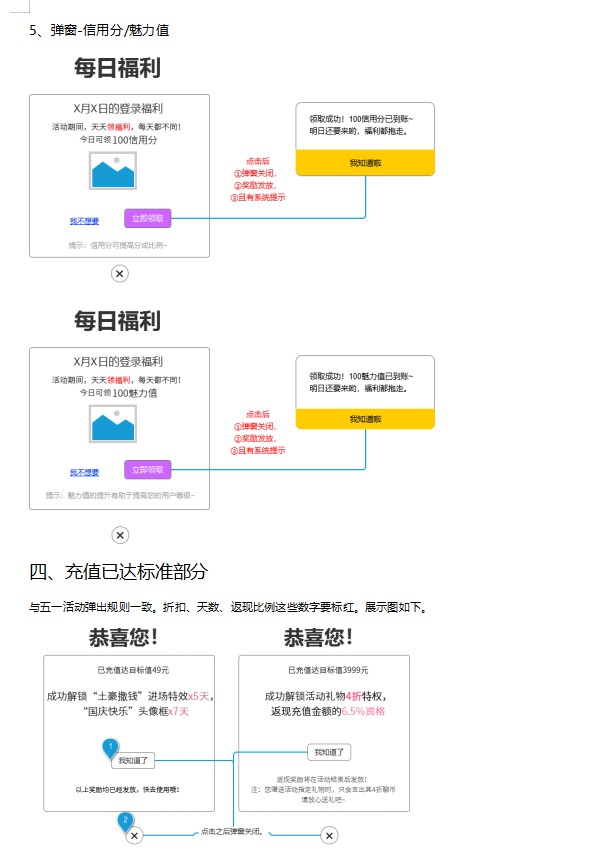 5、弹窗-信用分/魅力值
每日福利
X月X日的登录福利
活动期间，天天领福利，每天都不同！
今日可领100信用分
我不想要
立即领取
提示：信用分可提高分成比例~
点击后
①弹窗关闭，
②奖励发放，
③且有系统提示
领取成功！100信用分已到账~
明日还要来哟，福利都抱走。
我知道啦
每日福利
X月X日的登录福利
活动期间，天天领福利，每天都不同！
今日可领100魅力值
我不想要
立即领取
提示：魅力值的提升有助于提高您的用户等级~
点击后
①弹窗关闭，
②奖励发放，
③且有系统提示
领取成功！100魅力值已到账~
明日还要来哟，福利都抱走。
我知道啦
四、充值已达标准部分
与五一活动弹出规则一致。折扣、天数、返现比例这些数字要标红。展示图如下。
恭喜您！
已充值达目标值49元
成功解锁“土豪撒钱”进场特效x5天，
“国庆快乐”头像框x7天
1
我知道了
以上奖励均已经发放，快去使用哦！
2
恭喜您！
已充值达目标值3999元
成功解锁活动礼物4折特权，
返现充值金额的6.5%资格
我知道了
返现奖励将在活动结束后发放！
注：您赠送活动指定礼物时，只会支出其4折聊币
请放心送礼吧~
点击之后弹窗关闭。